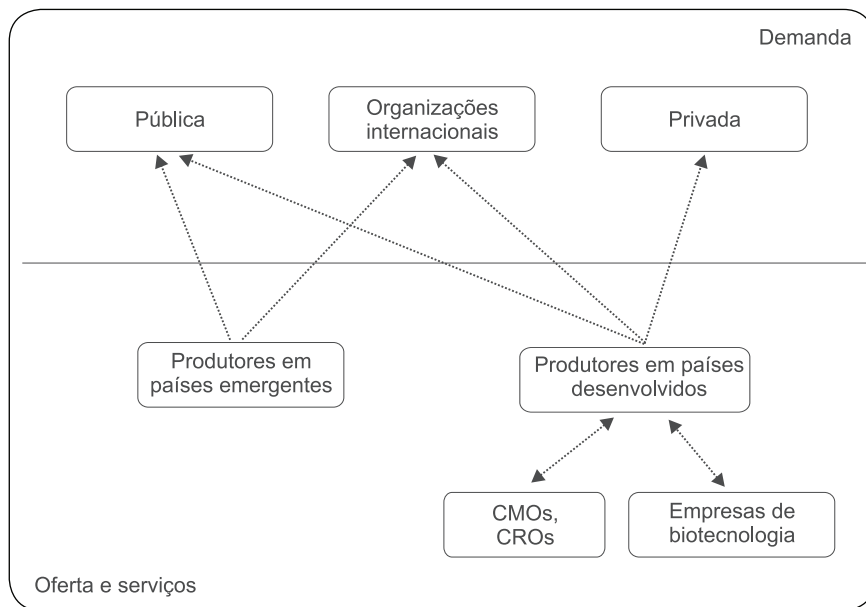 Demanda
Pública
Organizações
internacionais
Privada
Produtores em
países emergentes
Produtores em países
desenvolvidos
CMOs,
CROs
Empresas de
biotecnologia
Oferta e serviços